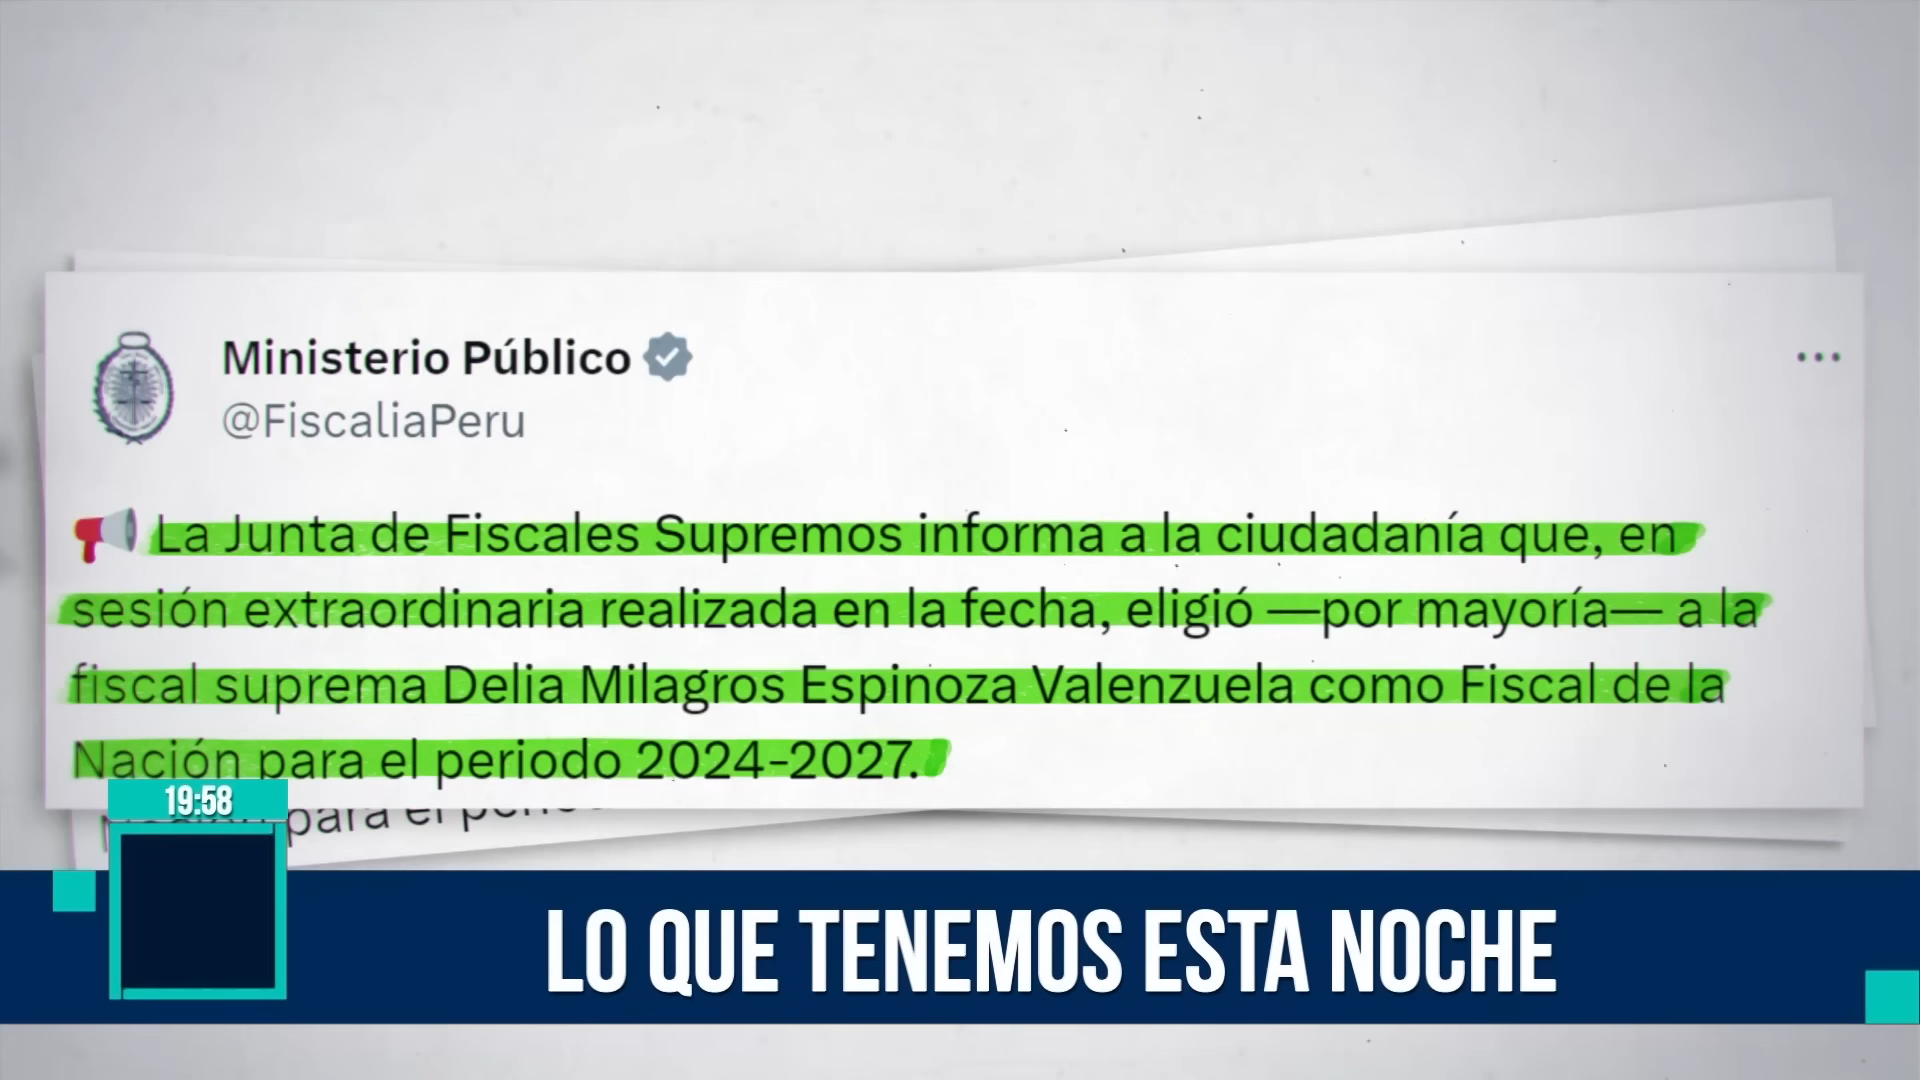 Ministerio Público
@FiscaliaPeru
La Junta de Fiscales Supremos informa a la ciudadanía que, en
sesión extraordinaria realizada en la fecha, eligió —por mayoría— a la
fiscal suprema Delia Milagros Espinoza Valenzuela como Fiscal de la
Nación para el periodo 2024-2027.
para el
19:58
LO QUE TENEMOS ESTA NOCHE